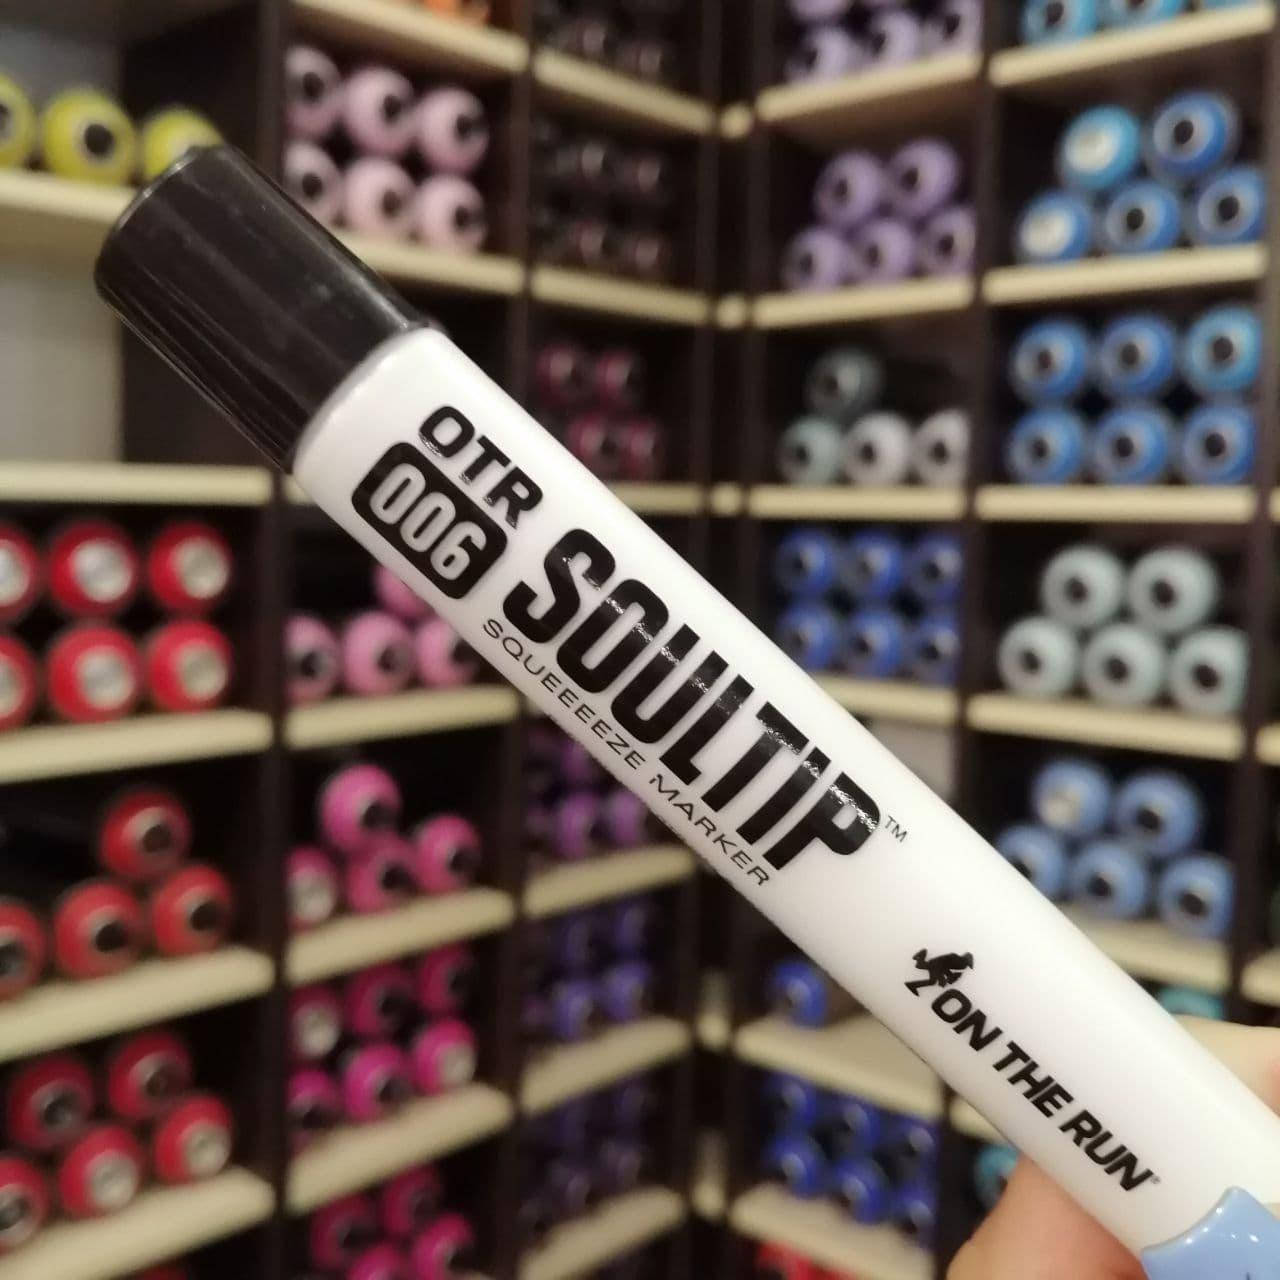 OTR
006
SOULTIP™
SQUEEEEZE MARKER
ON THE RUN®